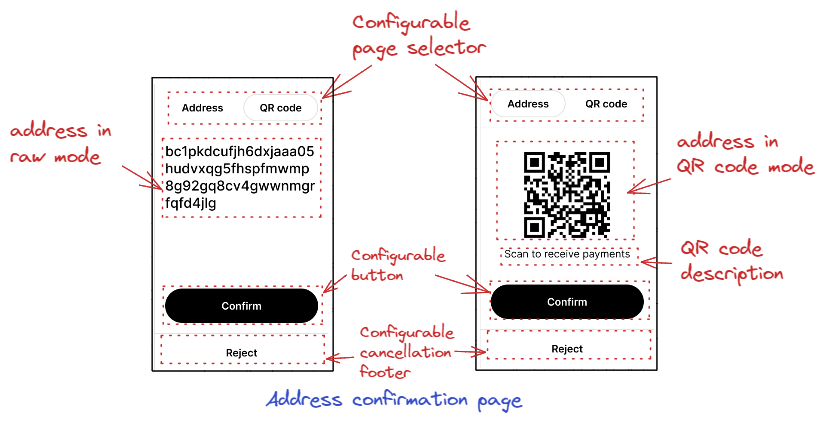 Configurable
page selector
Address
QR code
Address
QR code
address in
raw mode
bc1pkdcufjh6dxjaaa05
hudvxqg5fhspfmwmp
8g92gq8cv4gwwnmgr
fqfd4jlg
address in
QR code mode
Scan to receive payments
QR code
description
Configurable
button
Confirm
Confirm
Configurable
cancellation
footer
Reject
Reject
Address confirmation page